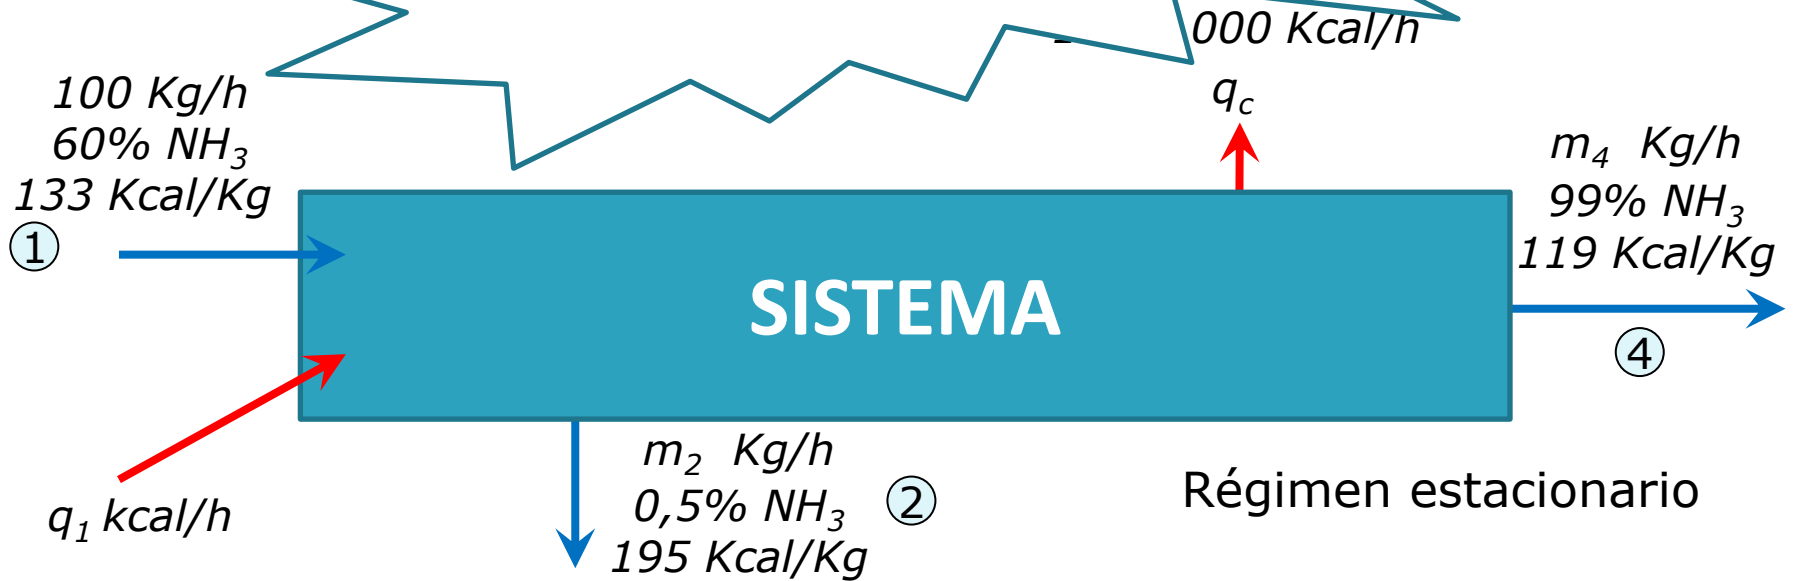 000 Kcal/h
q_c
100 Kg/h
60% NH₃
133 Kcal/Kg
①
m₄ Kg/h
99% NH₃
119 Kcal/Kg
④
SISTEMA
q₁ kcal/h
m₂ Kg/h
0,5% NH₃
195 Kcal/Kg
②
Régimen estacionario